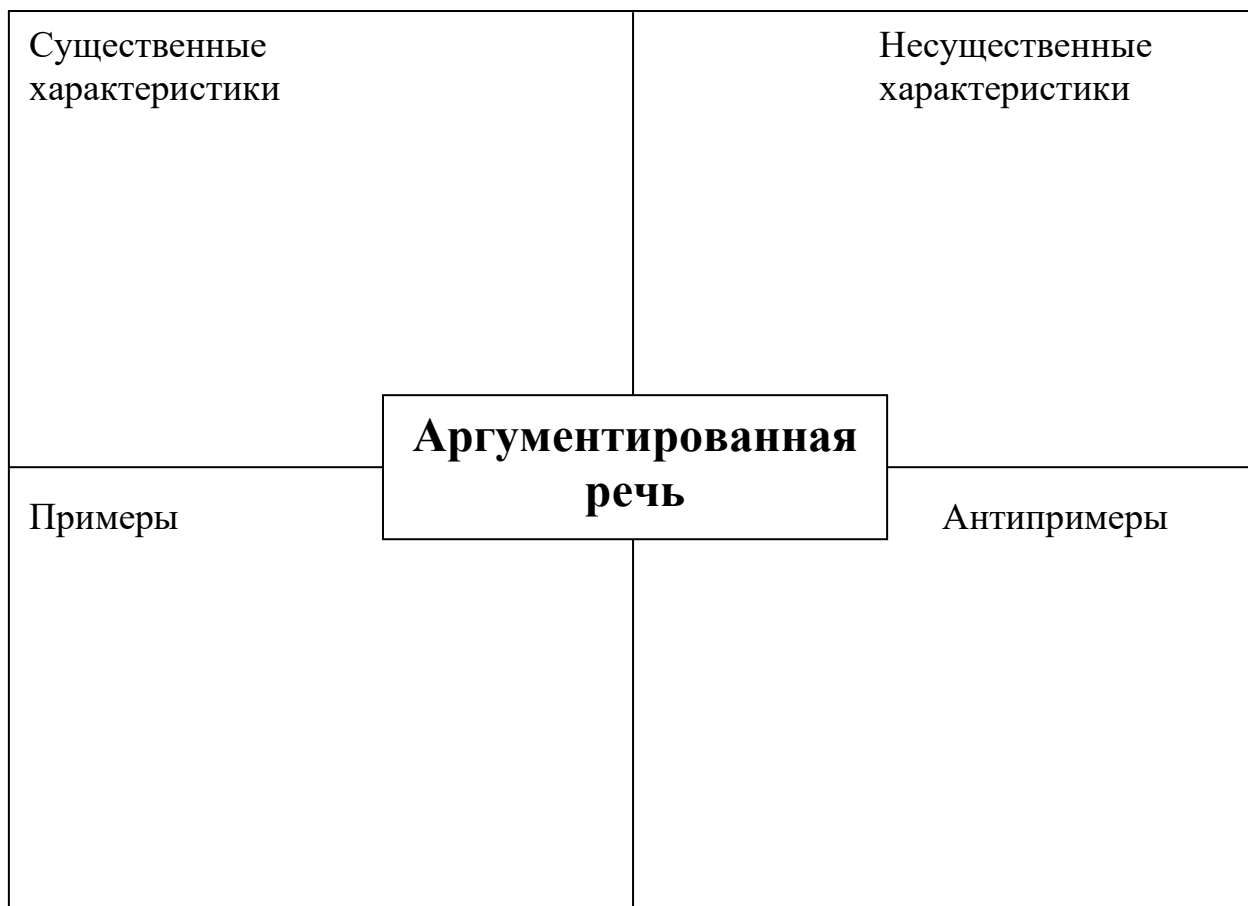 Существенные
характеристики
Несущественные
характеристики
Аргументированная
речь
Примеры
Антипримеры